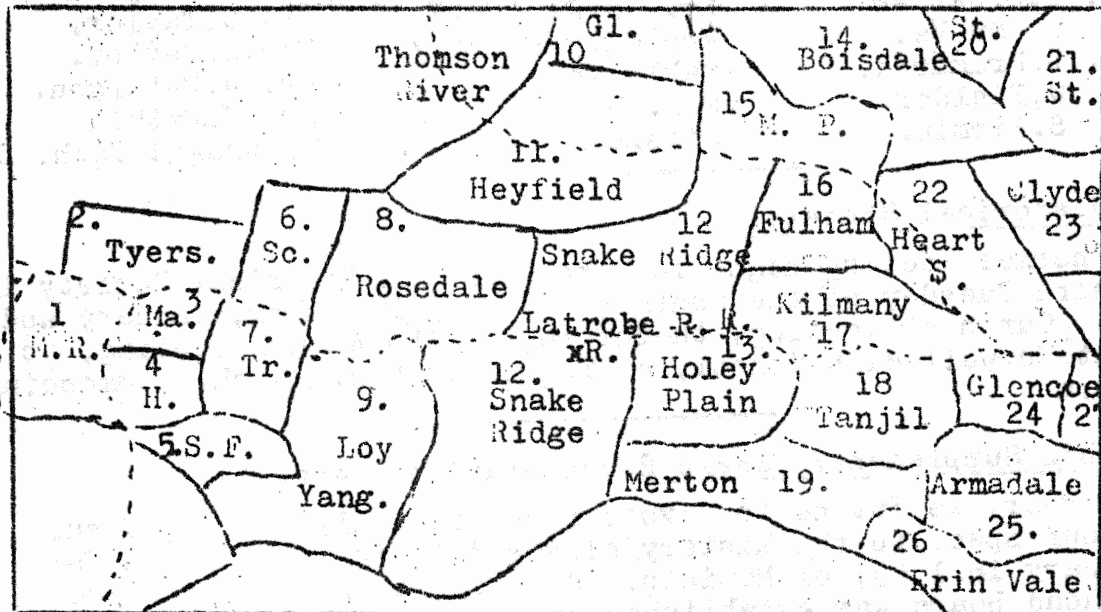 Gl.
10
St.
20
14.
Boisdale
21.
St.
Thomson
River
15
M. P.
11.
Heyfield
16
Fulham
22
Heart
S.
Clyde
23
2.
Tyers.
6.
Sc.
8.
Rosedale
12
Snake Ridge
Kilmany
17
1
M.R.
Ma.
3
7.
Tr.
Latrobe R.
xR.
13.
Holey
Plain
4
H.
9.
Loy
12.
Snake
Ridge
18
Tanjil
Glencoe
24
5.S.F.
Yang.
Merton 19.
Armadale
25.
26
Erin Vale